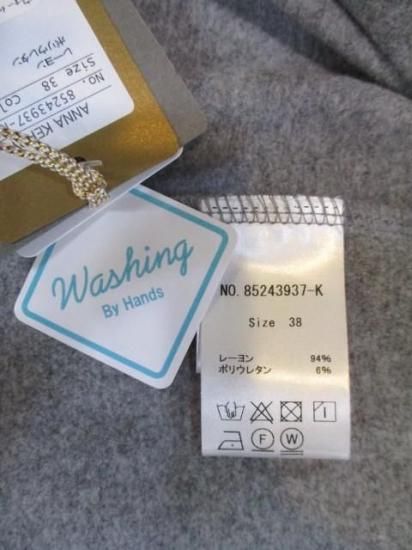 ANNA KE
No. 85243937-
Size 38 Col
レーヨン
ポリウレタン
Washing
By Hands
NO. 85243937-K
Size 38
レーヨン 94%
ポリウレタン 6%
F W